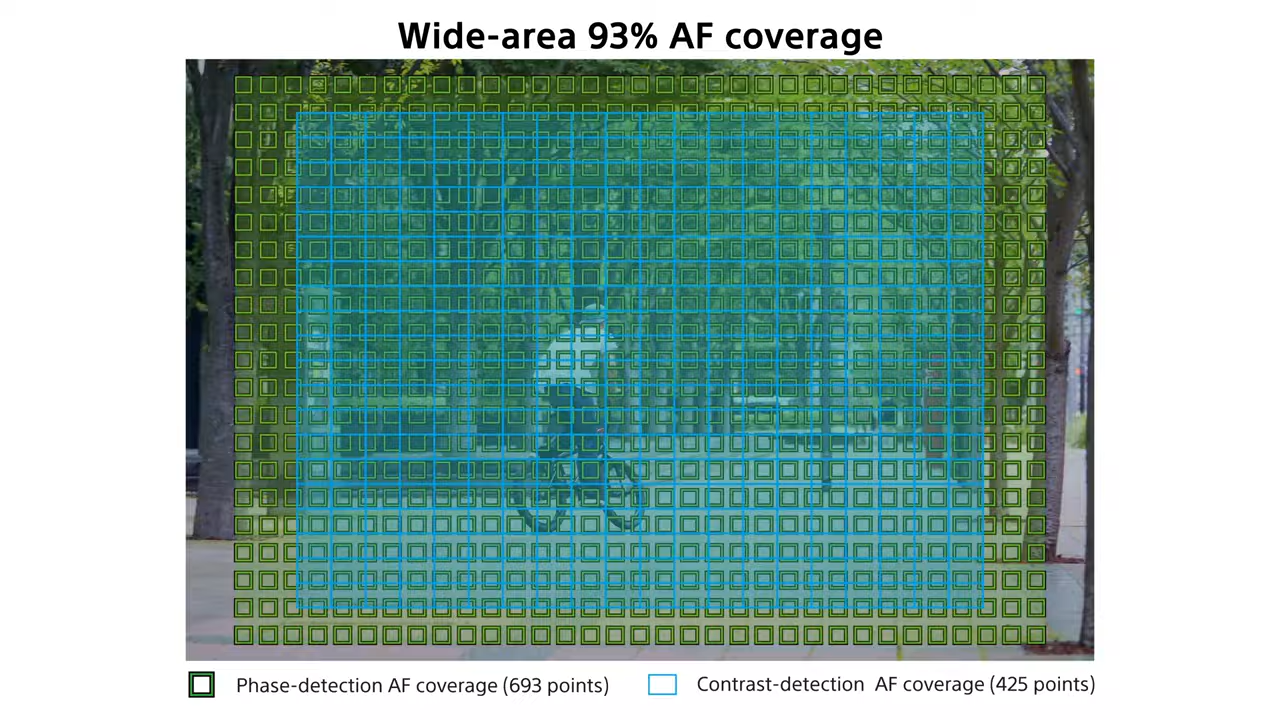 Wide-area 93% AF coverage
Phase-detection AF coverage (693 points)
Contrast-detection AF coverage (425 points)